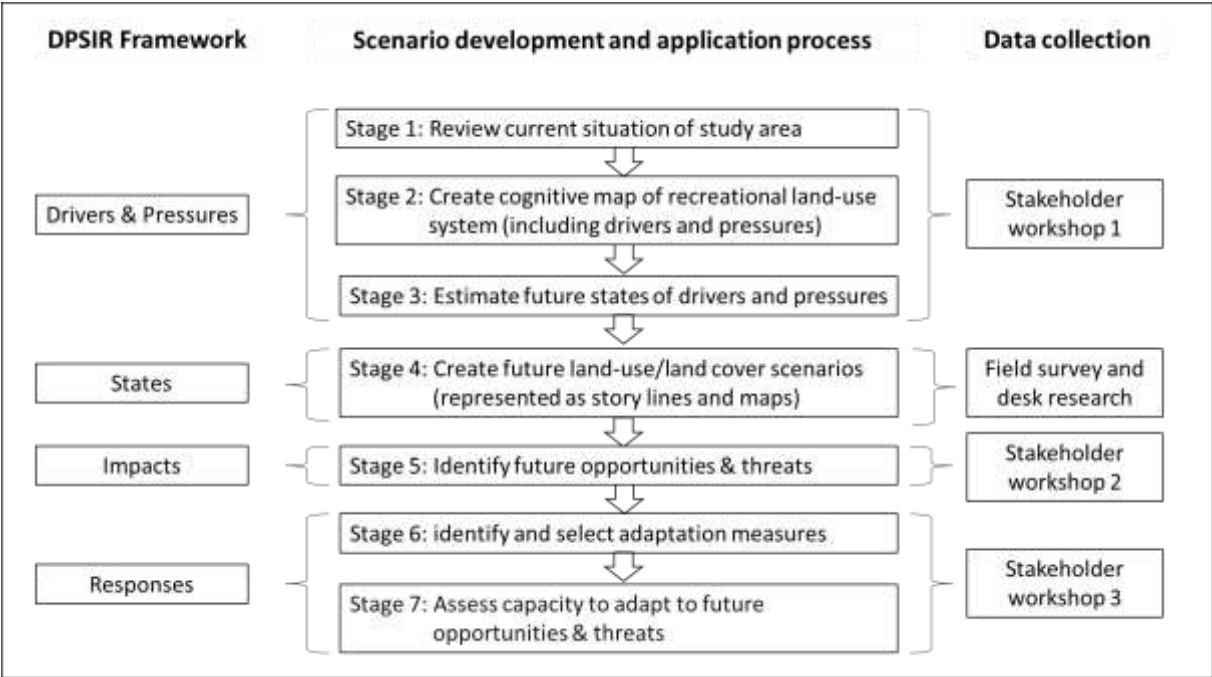 DPSIR Framework
Scenario development and application process
Data collection
Drivers & Pressures
Stage 1: Review current situation of study area
Stage 2: Create cognitive map of recreational land-use
system (including drivers and pressures)
Stage 3: Estimate future states of drivers and pressures
Stakeholder
workshop 1
States
Stage 4: Create future land-use/land cover scenarios
(represented as story lines and maps)
Field survey and
desk research
Impacts
Stage 5: Identify future opportunities & threats
Stakeholder
workshop 2
Responses
Stage 6: identify and select adaptation measures
Stage 7: Assess capacity to adapt to future
opportunities & threats
Stakeholder
workshop 3